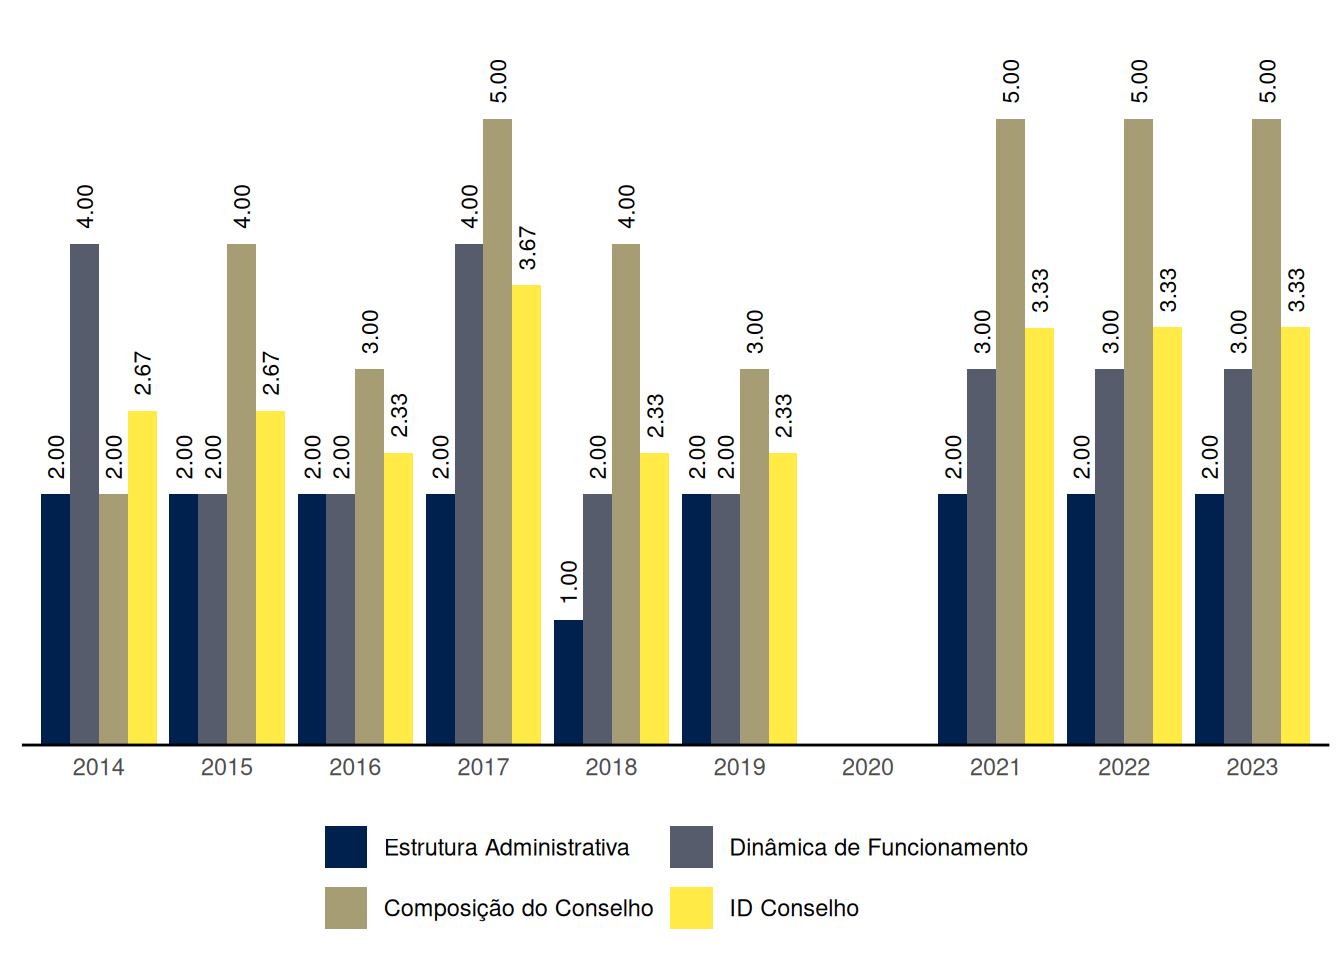 5.00 5.00 5.00 5.00
4.00 4.00 4.00 4.00
3.67
3.00 3.00 3.00 3.33 3.00 3.33 3.00 3.33
2.67 2.67 2.33 2.33 2.33
2.00 2.00 2.00 2.00 2.00 2.00 2.00 2.00 2.00 2.00 2.00 2.00 2.00 2.00
1.00
2014 2015 2016 2017 2018 2019 2020 2021 2022 2023
Estrutura Administrativa Dinâmica de Funcionamento
Composição do Conselho ID Conselho